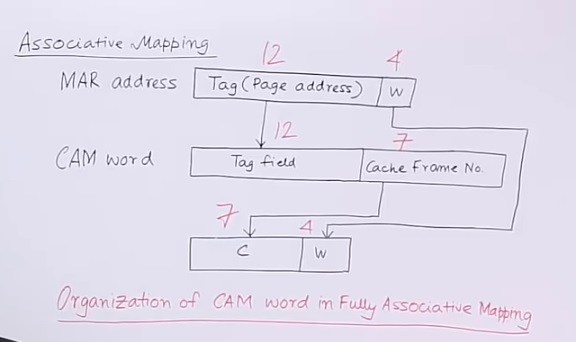 Associative Mapping
12 4
MAR address Tag (Page address) W
12
7
CAM word Tag field Cache Frame No.
7
4
C W
Organization of CAM word in Fully Associative Mapping